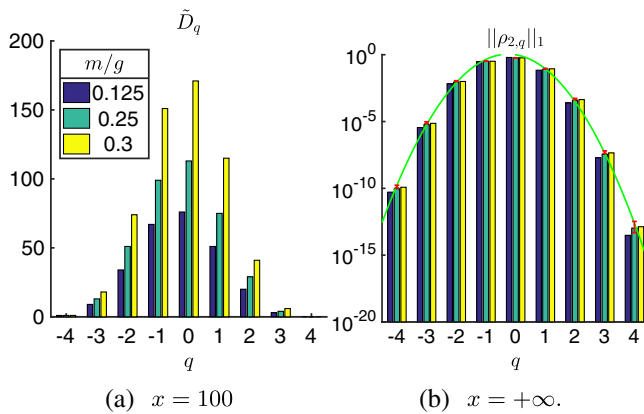 $\tilde{D}_q$
200
150
100
50
0
m/g
0.125
0.25
0.3
-4 -3 -2 -1 0 1 2 3 4
q
(a) x = 100
$||\rho_{2,q}||_1$
$10^0$
$10^{-5}$
$10^{-10}$
$10^{-15}$
$10^{-20}$
-4 -3 -2 -1 0 1 2 3 4
q
(b) x = +∞.